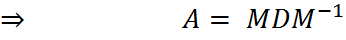 ⇒ A = MDM⁻¹